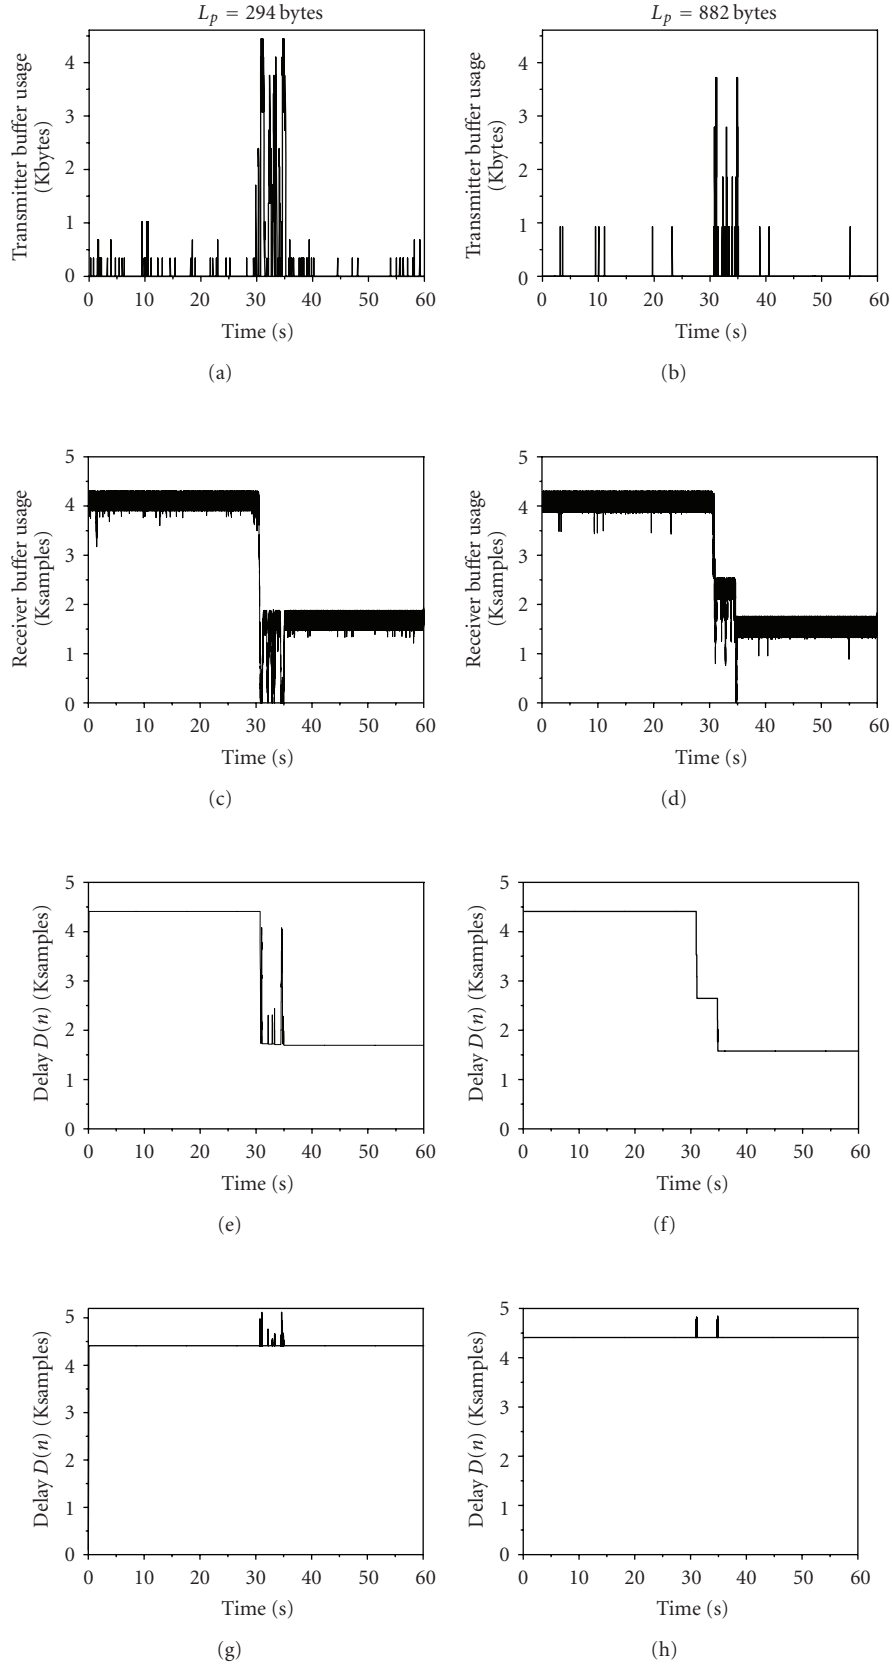 L_p = 294 bytes
L_p = 882 bytes
Transmitter buffer usage
(Kbytes)
4
3
2
1
0
0 10 20 30 40 50 60
Time (s)
(a)
Transmitter buffer usage
(Kbytes)
4
3
2
1
0
0 10 20 30 40 50 60
Time (s)
(b)
Receiver buffer usage
(Ksamples)
5
4
3
2
1
0
0 10 20 30 40 50 60
Time (s)
(c)
Receiver buffer usage
(Ksamples)
5
4
3
2
1
0
0 10 20 30 40 50 60
Time (s)
(d)
Delay D(n) (Ksamples)
5
4
3
2
1
0
0 10 20 30 40 50 60
Time (s)
(e)
Delay D(n) (Ksamples)
5
4
3
2
1
0
0 10 20 30 40 50 60
Time (s)
(f)
Delay D(n) (Ksamples)
5
4
3
2
1
0
0 10 20 30 40 50 60
Time (s)
(g)
Delay D(n) (Ksamples)
5
4
3
2
1
0
0 10 20 30 40 50 60
Time (s)
(h)